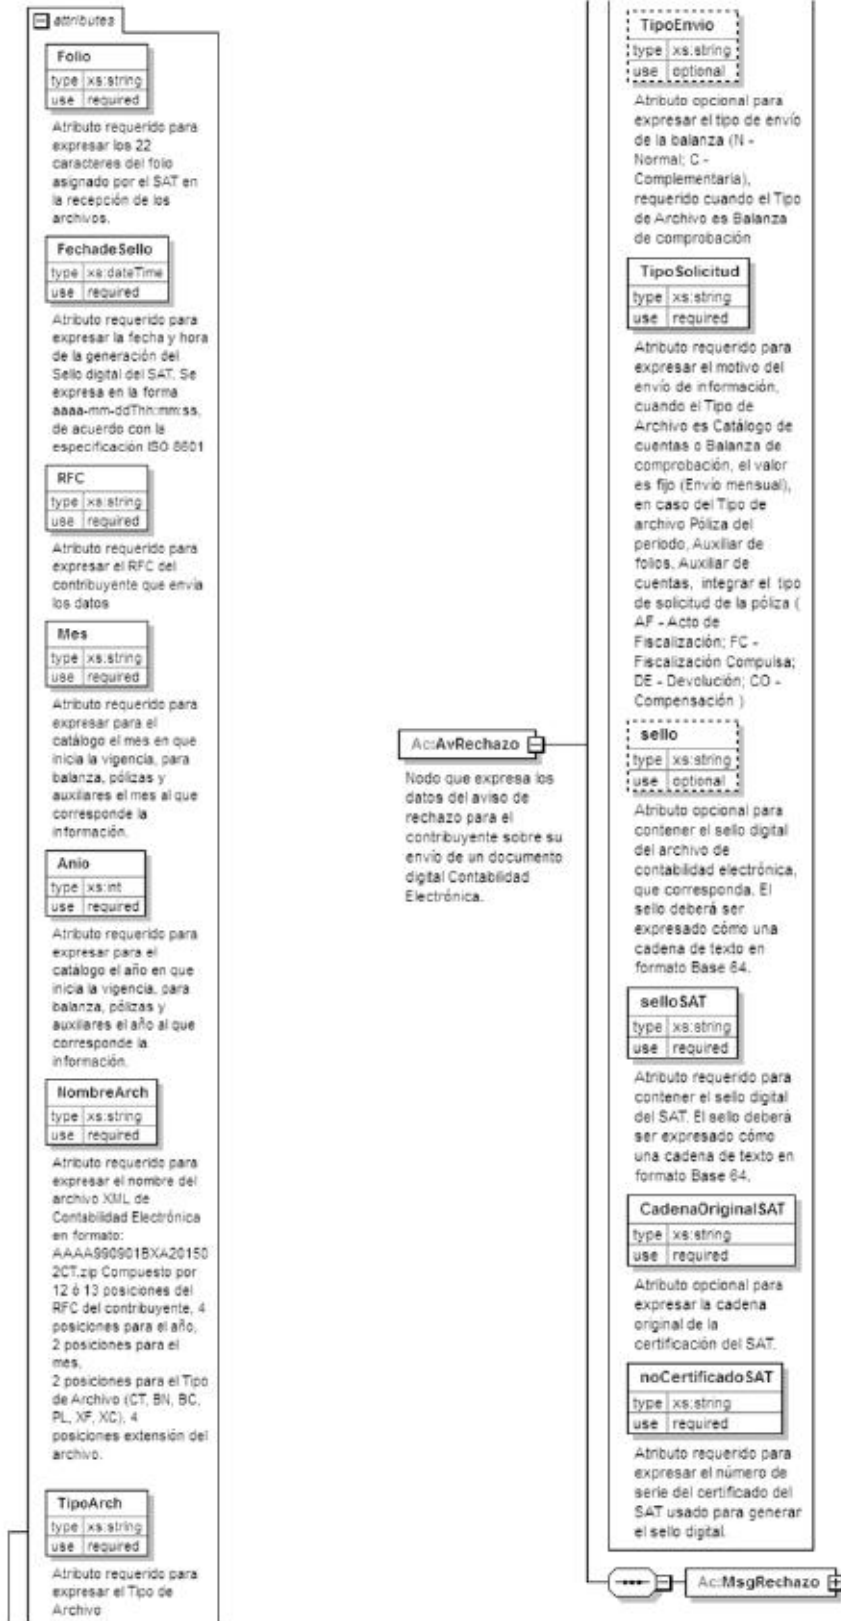 attributes
Folio
type xs:string
use required
Atributo requerido para
expresar los 22
caracteres del folio
asignado por el SAT en
la recepción de los
archivos.
FechadeSello
type xs:dateTime
use required
Atributo requerido para
expresar la fecha y hora
de la generación del
Sello digital del SAT. Se
expresa en la forma
aaaa-mm-ddThh:mm:ss,
de acuerdo con la
especificación ISO 8601
RFC
type xs:string
use required
Atributo requerido para
expresar el RFC del
contribuyente que envía
los datos
Mes
type xs:string
use required
Atributo requerido para
expresar para el
catálogo el mes en que
inicia la vigencia, para
balanza, pólizas y
auxiliares el mes al que
corresponde la
información.
Anio
type xs:int
use required
Atributo requerido para
expresar para el
catálogo el año en que
inicia la vigencia, para
balanza, pólizas y
auxiliares el año al que
corresponde la
información.
NombreArch
type xs:string
use required
Atributo requerido para
expresar el nombre del
archivo XML de
Contabilidad Electrónica
en formato:
AAAA990901BXA20150
2CT.zip Compuesto por
12 ó 13 posiciones del
RFC del contribuyente, 4
posiciones para el año,
2 posiciones para el
mes,
2 posiciones para el Tipo
de Archivo (CT, BN, BC,
PL, XF, XC), 4
posiciones extensión del
archivo.
TipoArch
type xs:string
use required
Atributo requerido para
expresar el Tipo de
Archivo
Ac:AvRechazo
Nodo que expresa los
datos del aviso de
rechazo para el
contribuyente sobre su
envío de un documento
digital Contabilidad
Electrónica.
TipoEnvio
type xs:string
use optional
Atributo opcional para
expresar el tipo de envío
de la balanza (N -
Normal; C -
Complementaria),
requerido cuando el Tipo
de Archivo es Balanza
de comprobación
TipoSolicitud
type xs:string
use required
Atributo requerido para
expresar el motivo del
envío de información,
cuando el Tipo de
Archivo es Catálogo de
cuentas o Balanza de
comprobación, el valor
es fijo (Envío mensual),
en caso del Tipo de
archivo Póliza del
periodo, Auxiliar de
folios, Auxiliar de
cuentas, integrar el tipo
de solicitud de la póliza (
AF - Acto de
Fiscalización; FC -
Fiscalización Compulsa;
DE - Devolución; CO -
Compensación )
sello
type xs:string
use optional
Atributo opcional para
contener el sello digital
del archivo de
contabilidad electrónica,
que corresponda. El
sello deberá ser
expresado cómo una
cadena de texto en
formato Base 64.
selloSAT
type xs:string
use required
Atributo requerido para
contener el sello digital
del SAT. El sello deberá
ser expresado cómo
una cadena de texto en
formato Base 64.
CadenaOriginalSAT
type xs:string
use required
Atributo opcional para
expresar la cadena
original de la
certificación del SAT.
noCertificadoSAT
type xs:string
use required
Atributo requerido para
expresar el número de
serie del certificado del
SAT usado para generar
el sello digital
Ac:MsgRechazo